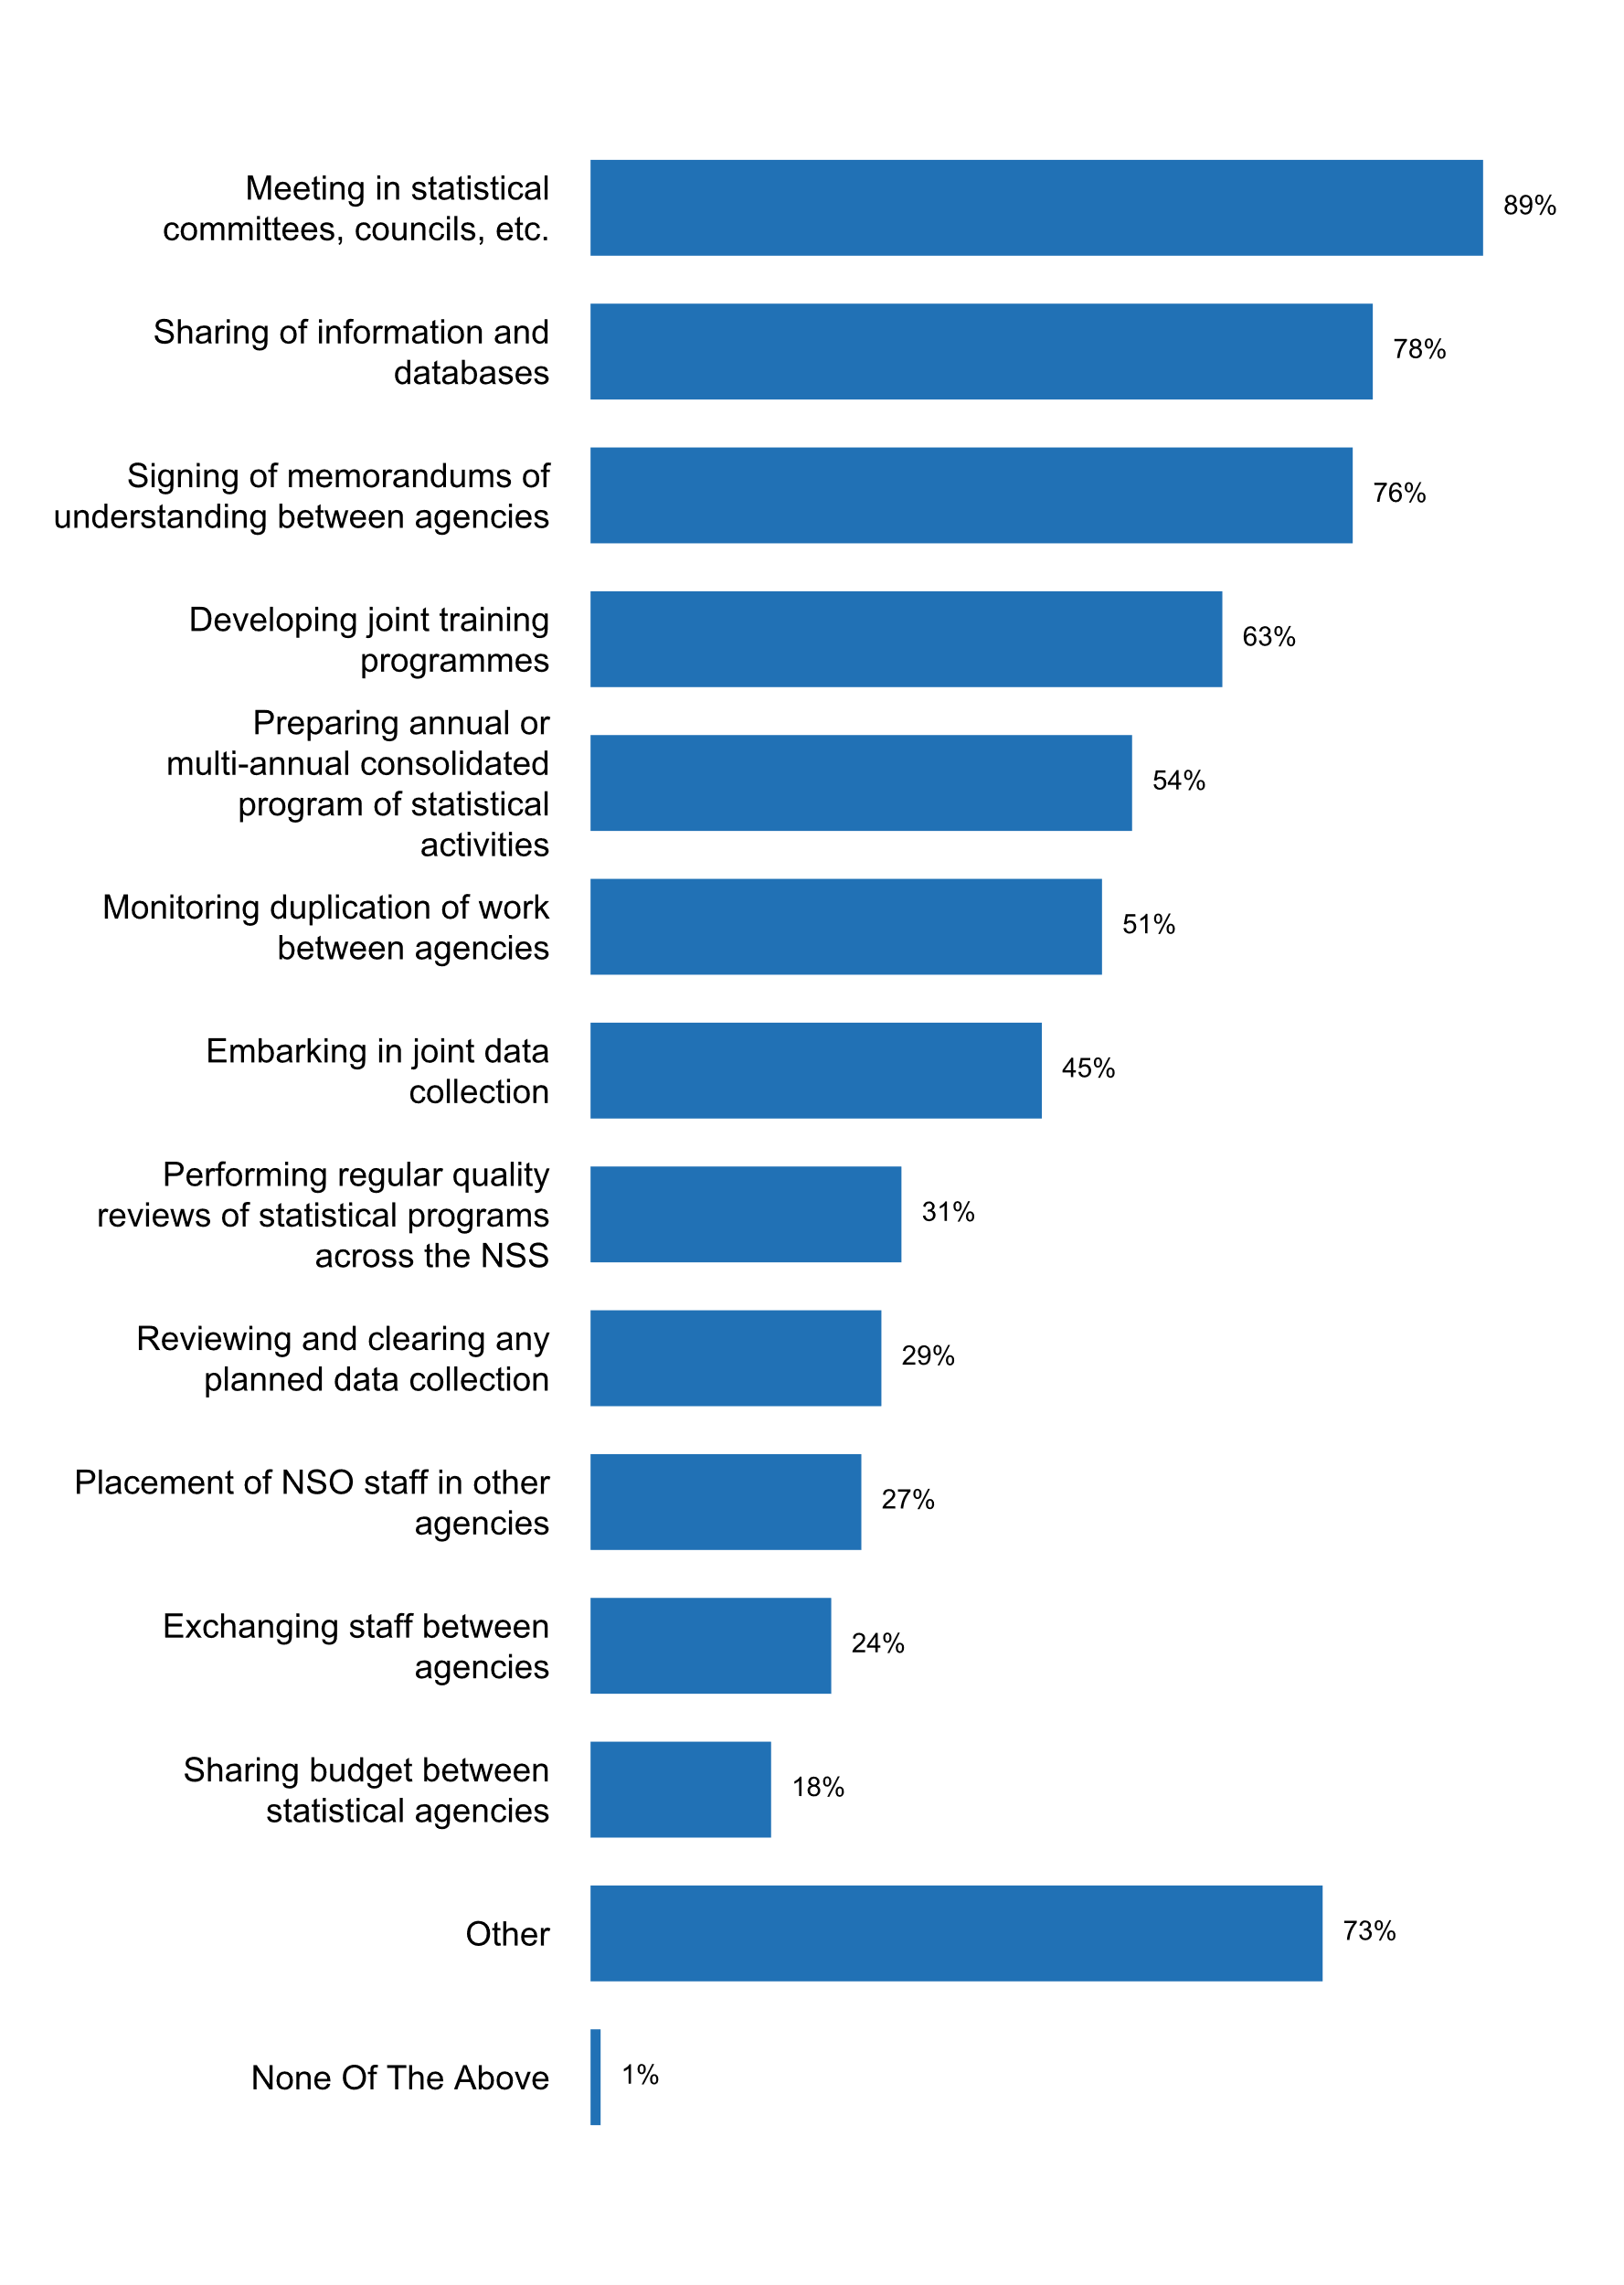 Meeting in statistical
committees, councils, etc.
89%
Sharing of information and
databases
78%
Signing of memorandums of
understanding between agencies
76%
Developing joint training
programmes
63%
Preparing annual or
multi-annual consolidated
program of statistical
activities
54%
Monitoring duplication of work
between agencies
51%
Embarking in joint data
collection
45%
Performing regular quality
reviews of statistical programs
across the NSS
31%
Reviewing and clearing any
planned data collection
29%
Placement of NSO staff in other
agencies
27%
Exchanging staff between
agencies
24%
Sharing budget between
statistical agencies
18%
Other
73%
None Of The Above
1%